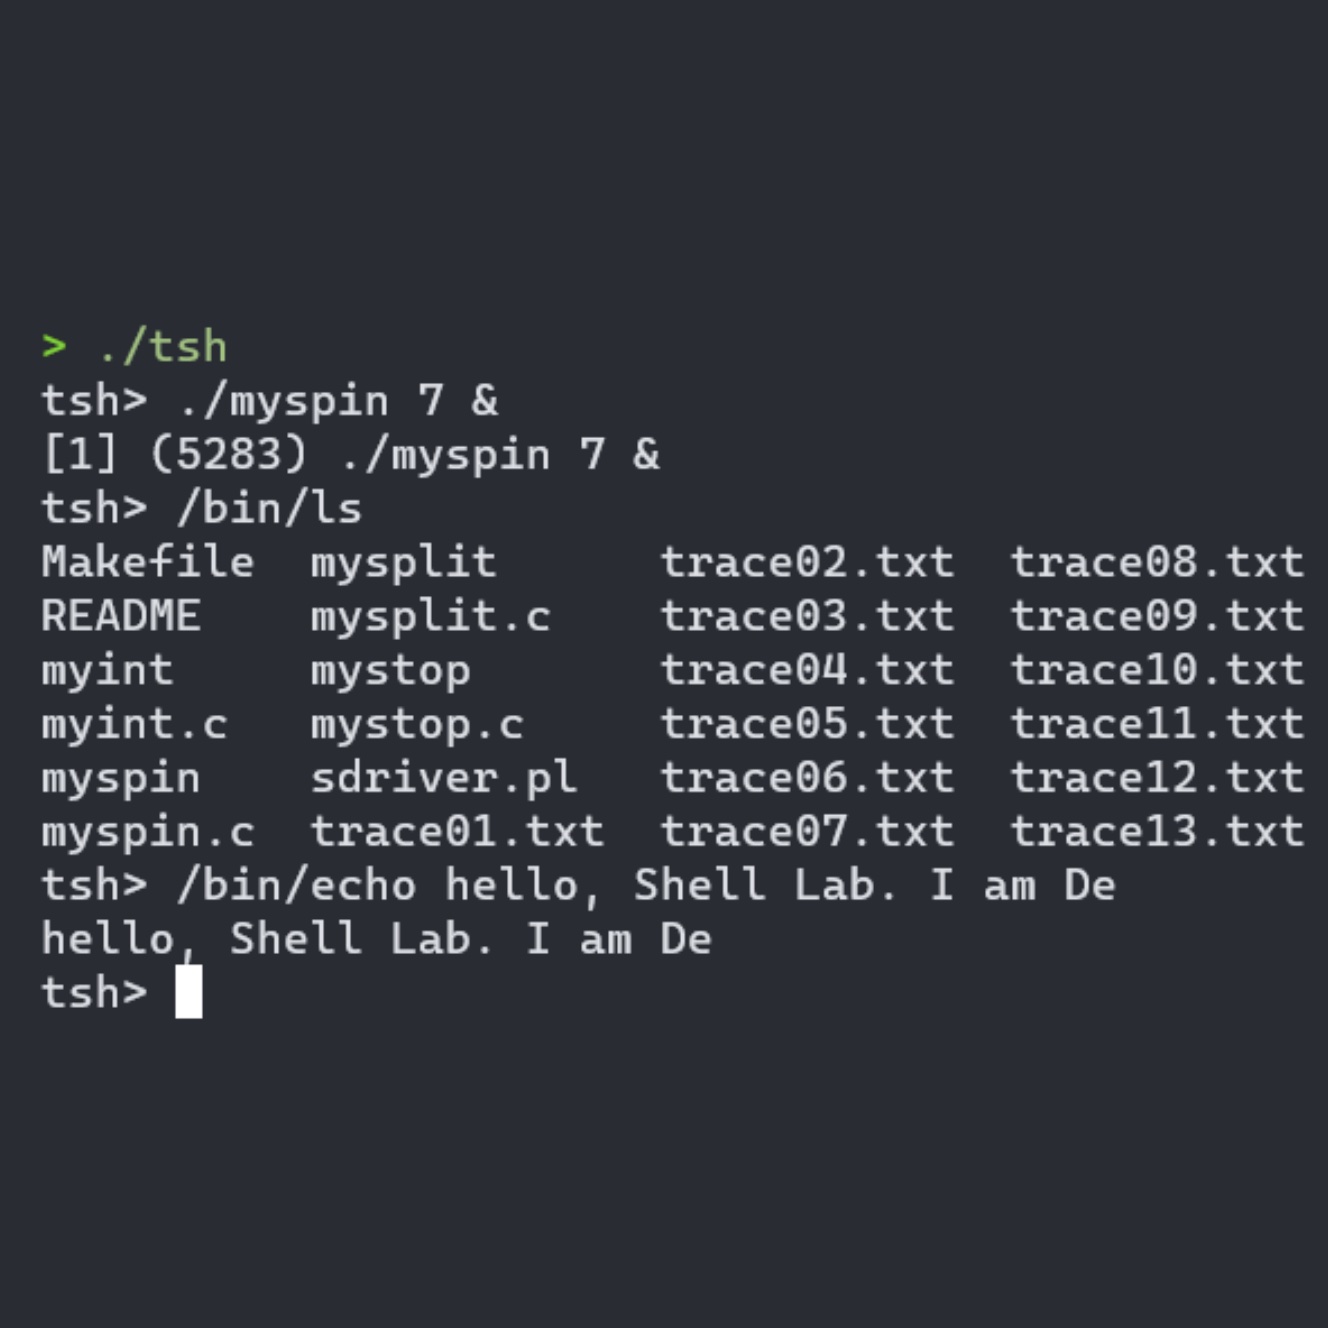 > ./tsh
tsh> ./myspin 7 &
[1] (5283) ./myspin 7 &
tsh> /bin/ls
Makefile  mysplit      trace02.txt  trace08.txt
README    mysplit.c    trace03.txt  trace09.txt
myint     mystop       trace04.txt  trace10.txt
myint.c   mystop.c     trace05.txt  trace11.txt
myspin    sdriver.pl   trace06.txt  trace12.txt
myspin.c  trace01.txt  trace07.txt  trace13.txt
tsh> /bin/echo hello, Shell Lab. I am De
hello, Shell Lab. I am De
tsh>